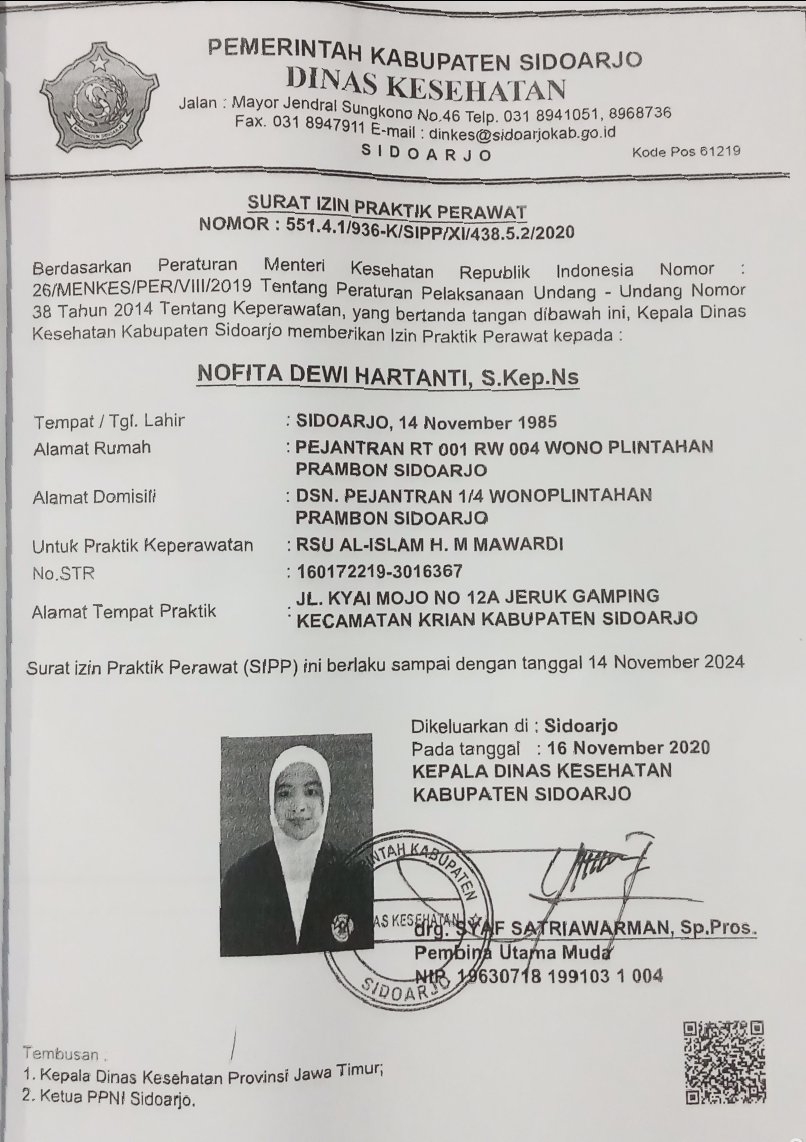 PEMERINTAH KABUPATEN SIDOARJO
DINAS KESEHATAN
Jalan : Mayor Jendral Sungkono No.46 Telp. 031 8941051, 8968736
Fax. 031 8947911 E-mail : dinkes@sidoarjokab.go.id
SIDOARJO
Kode Pos 61219
SURAT IZIN PRAKTIK PERAWAT
NOMOR : 551.4.1/936-K/SIPP/XI/438.5.2/2020
Berdasarkan Peraturan Menteri Kesehatan Republik Indonesia Nomor :
26/MENKES/PER/VIII/2019 Tentang Peraturan Pelaksanaan Undang - Undang Nomor
38 Tahun 2014 Tentang Keperawatan, yang bertanda tangan dibawah ini, Kepala Dinas
Kesehatan Kabupaten Sidoarjo memberikan Izin Praktik Perawat kepada :
NOFITA DEWI HARTANTI, S.Kep.Ns
Tempat / Tgl. Lahir : SIDOARJO, 14 November 1985
Alamat Rumah : PEJANTRAN RT 001 RW 004 WONO PLINTAHAN
PRAMBON SIDOARJO
Alamat Domisili : DSN. PEJANTRAN 1/4 WONOPLINTAHAN
PRAMBON SIDOARJO
Untuk Praktik Keperawatan : RSU AL-ISLAM H. M MAWARDI
No.STR : 160172219-3016367
Alamat Tempat Praktik : JL. KYAI MOJO NO 12A JERUK GAMPING
KECAMATAN KRIAN KABUPATEN SIDOARJO
Surat izin Praktik Perawat (SIPP) ini berlaku sampai dengan tanggal 14 November 2024
Dikeluarkan di : Sidoarjo
Pada tanggal : 16 November 2020
KEPALA DINAS KESEHATAN
KABUPATEN SIDOARJO
KABUPATEN
KESEHATAN
SIDOARJO
drg. SYAF SATRIAWARMAN, Sp.Pros.
Pembina Utama Muda
NIP. 19630718 199103 1 004
Tembusan :
1. Kepala Dinas Kesehatan Provinsi Jawa Timur;
2. Ketua PPNI Sidoarjo.